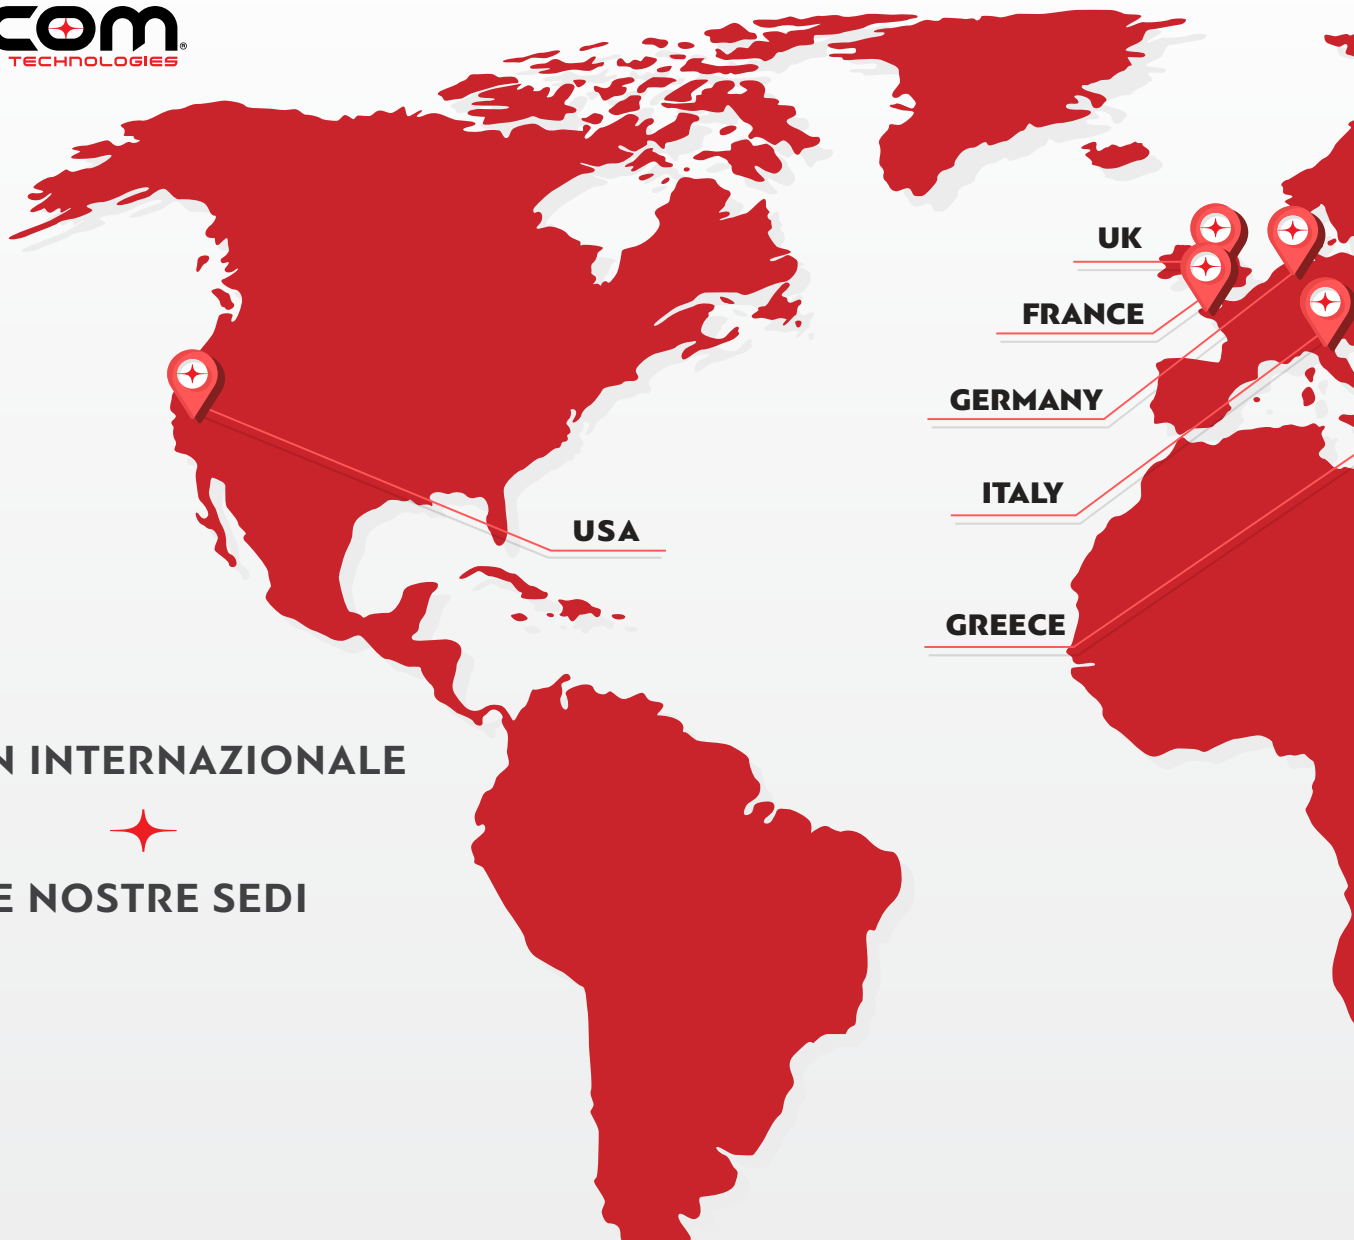 COM
TECHNOLOGIES
UK
FRANCE
GERMANY
ITALY
USA
GREECE
N INTERNAZIONALE
E NOSTRE SEDI